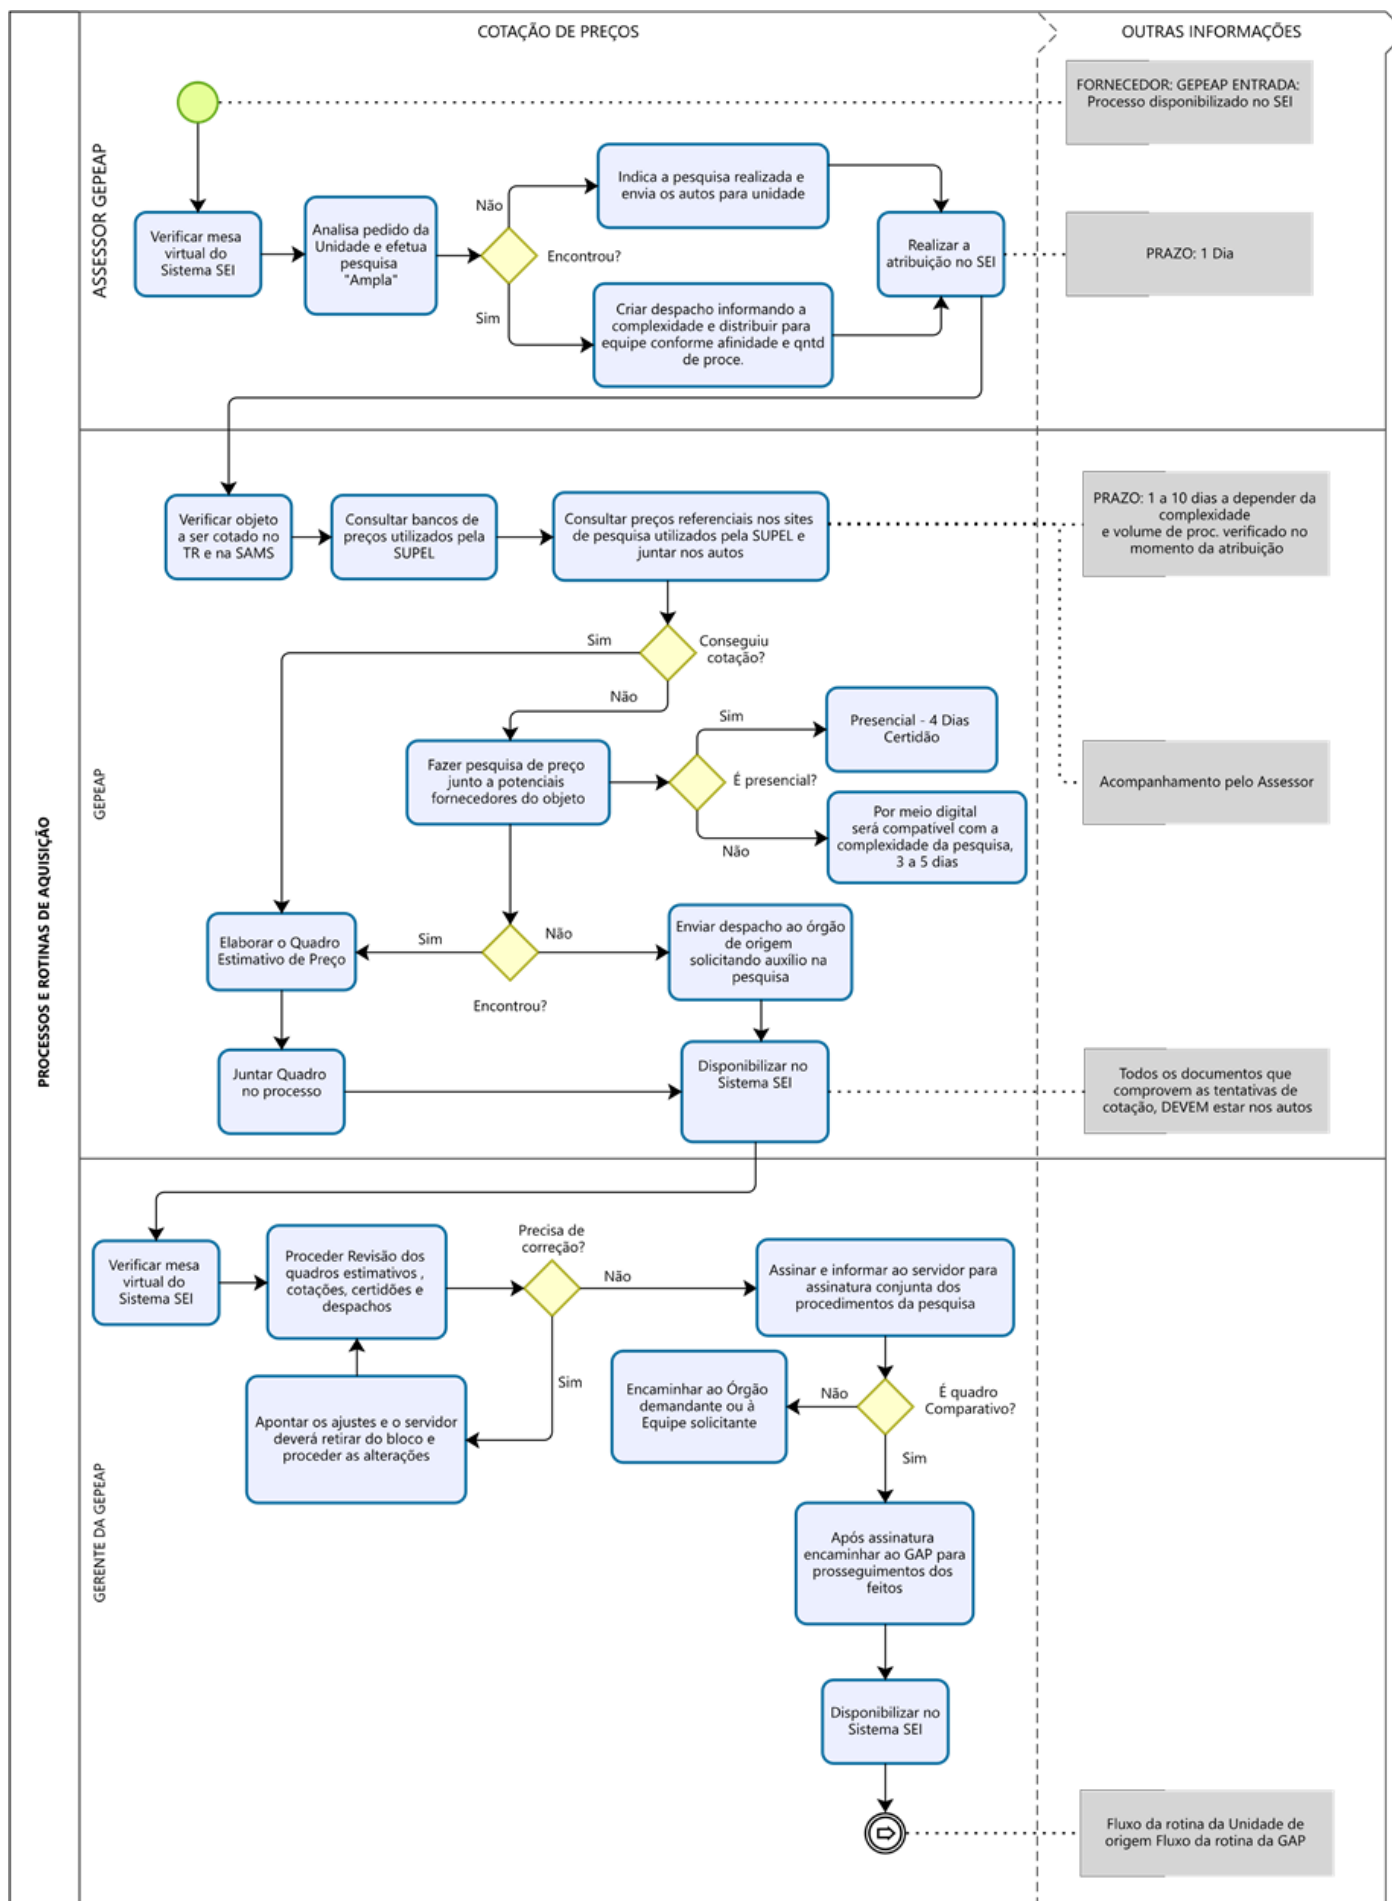 COTAÇÃO DE PREÇOS
OUTRAS INFORMAÇÕES
PROCESSOS E ROTINAS DE AQUISIÇÃO
ASSESSOR GEPEAP
FORNECEDOR: GEPEAP ENTRADA:
Processo disponibilizado no SEI
Verificar mesa
virtual do
Sistema SEI
Analisa pedido da
Unidade e efetua
pesquisa
"Ampla"
Não
Encontrou?
Sim
Indica a pesquisa realizada e
envia os autos para unidade
Criar despacho informando a
complexidade e distribuir para
equipe conforme afinidade e qntd
de proce.
Realizar a
atribuição no SEI
PRAZO: 1 Dia
GEPEAP
Verificar objeto
a ser cotado no
TR e na SAMS
Consultar bancos de
preços utilizados pela
SUPEL
Consultar preços referenciais nos sites
de pesquisa utilizados pela SUPEL e
juntar nos autos
PRAZO: 1 a 10 dias a depender da
complexidade
e volume de proc. verificado no
momento da atribuição
Sim
Conseguiu
cotação?
Não
Fazer pesquisa de preço
junto a potenciais
fornecedores do objeto
Sim
É presencial?
Não
Presencial - 4 Dias
Certidão
Por meio digital
será compatível com a
complexidade da pesquisa,
3 a 5 dias
Acompanhamento pelo Assessor
Elaborar o Quadro
Estimativo de Preço
Sim
Não
Encontrou?
Enviar despacho ao órgão
de origem
solicitando auxílio na
pesquisa
Juntar Quadro
no processo
Disponibilizar no
Sistema SEI
Todos os documentos que
comprovem as tentativas de
cotação, DEVEM estar nos autos
GERENTE DA GEPEAP
Verificar mesa
virtual do
Sistema SEI
Proceder Revisão dos
quadros estimativos ,
cotações, certidões e
despachos
Precisa de
correção?
Não
Sim
Assinar e informar ao servidor para
assinatura conjunta dos
procedimentos da pesquisa
Apontar os ajustes e o servidor
deverá retirar do bloco e
proceder as alterações
Encaminhar ao Órgão
demandante ou à
Equipe solicitante
Não
É quadro
Comparativo?
Sim
Após assinatura
encaminhar ao GAP para
prosseguimentos dos
feitos
Disponibilizar no
Sistema SEI
Fluxo da rotina da Unidade de
origem Fluxo da rotina da GAP